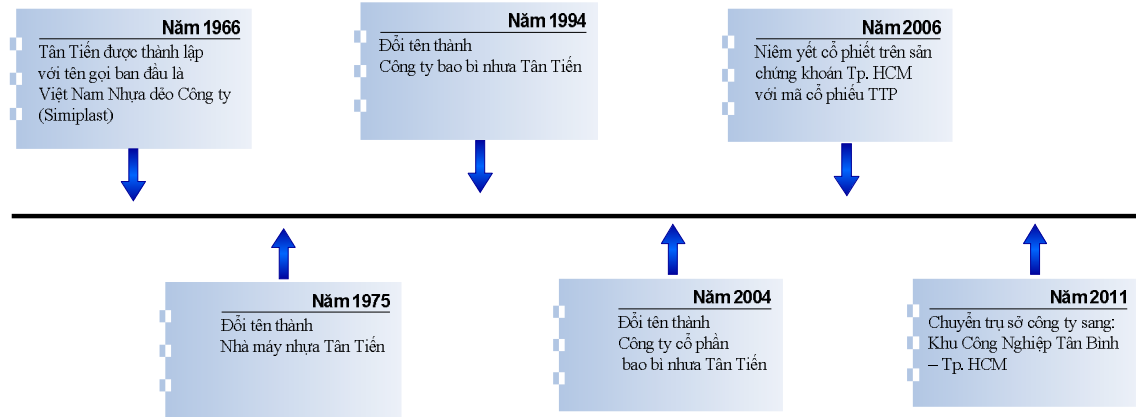 Năm 1966
Tân Tiến được thành lập
với tên gọi ban đầu là
Việt Nam Nhựa dẻo Công ty
(Simiplast)
Năm 1975
Đổi tên thành
Nhà máy nhựa Tân Tiến
Năm 1994
Đổi tên thành
Công ty bao bì nhưa Tân Tiến
Năm 2004
Đổi tên thành
Công ty cổ phần
bao bì nhưa Tân Tiến
Năm 2006
Niêm yết cổ phiết trên sản
chứng khoán Tp. HCM
với mã cổ phiếu TTP
Năm 2011
Chuyển trụ sở công ty sang:
Khu Công Nghiệp Tân Bình
– Tp. HCM